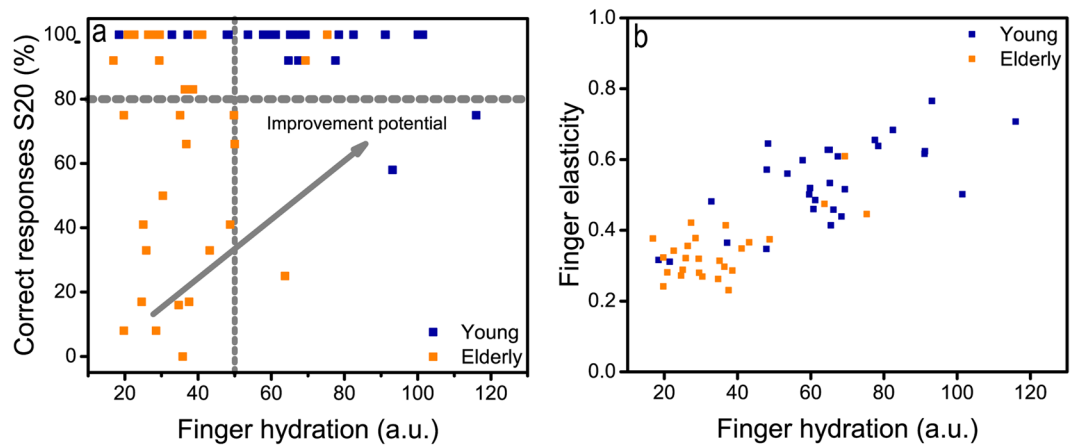 a
Correct responses S20 (%)
100
80
60
40
20
0
Improvement potential
Young
Elderly
20 40 60 80 100 120
Finger hydration (a.u.)
b
Finger elasticity
1.0
0.8
0.6
0.4
0.2
0.0
Young
Elderly
20 40 60 80 100 120
Finger hydration (a.u.)